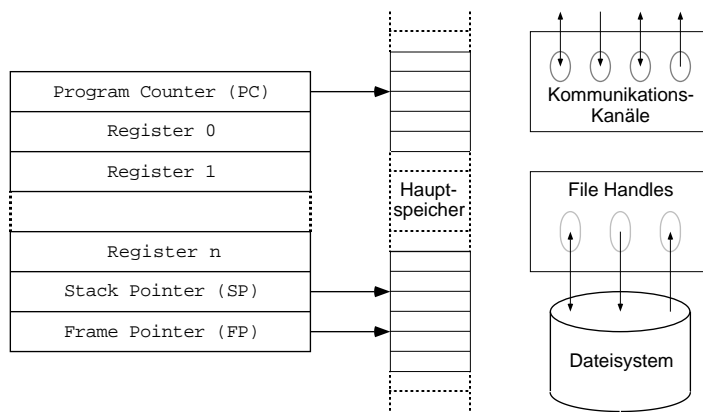 Program Counter (PC)
Register 0
Register 1
Register n
Stack Pointer (SP)
Frame Pointer (FP)
Haupt-
speicher
Kommunikations-
Kanäle
File Handles
Dateisystem